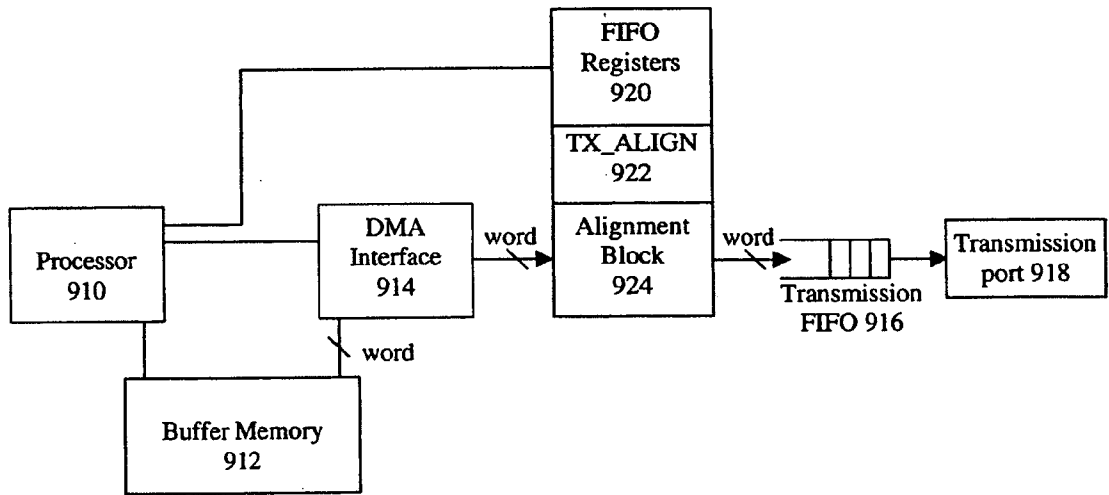 FIFO
Registers
920
TX_ALIGN
922
Processor
910
DMA
Interface
914
word
Alignment
Block
924
word
Transmission
FIFO 916
Transmission
port 918
word
Buffer Memory
912